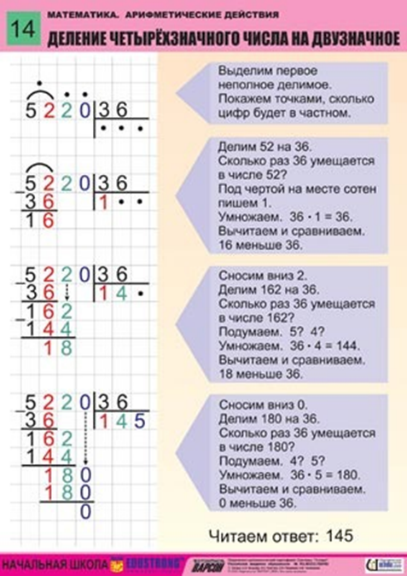 14
МАТЕМАТИКА. АРИФМЕТИЧЕСКИЕ ДЕЙСТВИЯ
ДЕЛЕНИЕ ЧЕТЫРЁХЗНАЧНОГО ЧИСЛА НА ДВУЗНАЧНОЕ
5220 36
• • •
Выделим первое
неполное делимое.
Покажем точками, сколько
цифр будет в частном.
−5220 36
36 1 • •
16
Делим 52 на 36.
Сколько раз 36 умещается
в числе 52?
Под чертой на месте сотен
пишем 1.
Умножаем. 36 · 1 = 36.
Вычитаем и сравниваем.
16 меньше 36.
−5220 36
36 14 •
−162
144
18
Сносим вниз 2.
Делим 162 на 36.
Сколько раз 36 умещается
в числе 162?
Подумаем. 5? 4?
Умножаем. 36 · 4 = 144.
Вычитаем и сравниваем.
18 меньше 36.
−5220 36
36 145
−162
144
−180
180
0
Сносим вниз 0.
Делим 180 на 36.
Сколько раз 36 умещается
в числе 180?
Подумаем. 4? 5?
Умножаем. 36 · 5 = 180.
Вычитаем и сравниваем.
0 меньше 36.
Читаем ответ: 145
НАЧАЛЬНАЯ ШКОЛА EDUSTRONG ВАРСОН